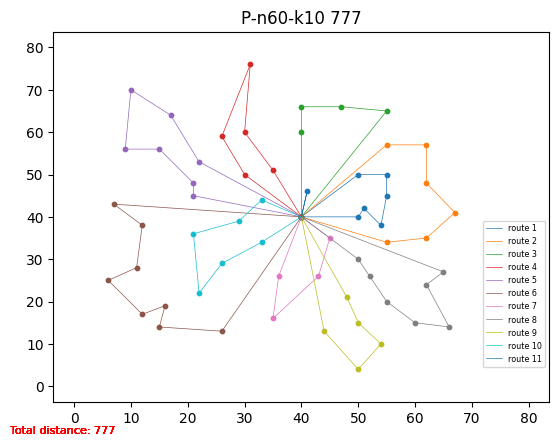 P-n60-k10 777
80
70
60
50
40
30
20
10
0
route 1
route 2
route 3
route 4
route 5
route 6
route 7
route 8
route 9
route 10
route 11
0 10 20 30 40 50 60 70 80
Total distance: 777